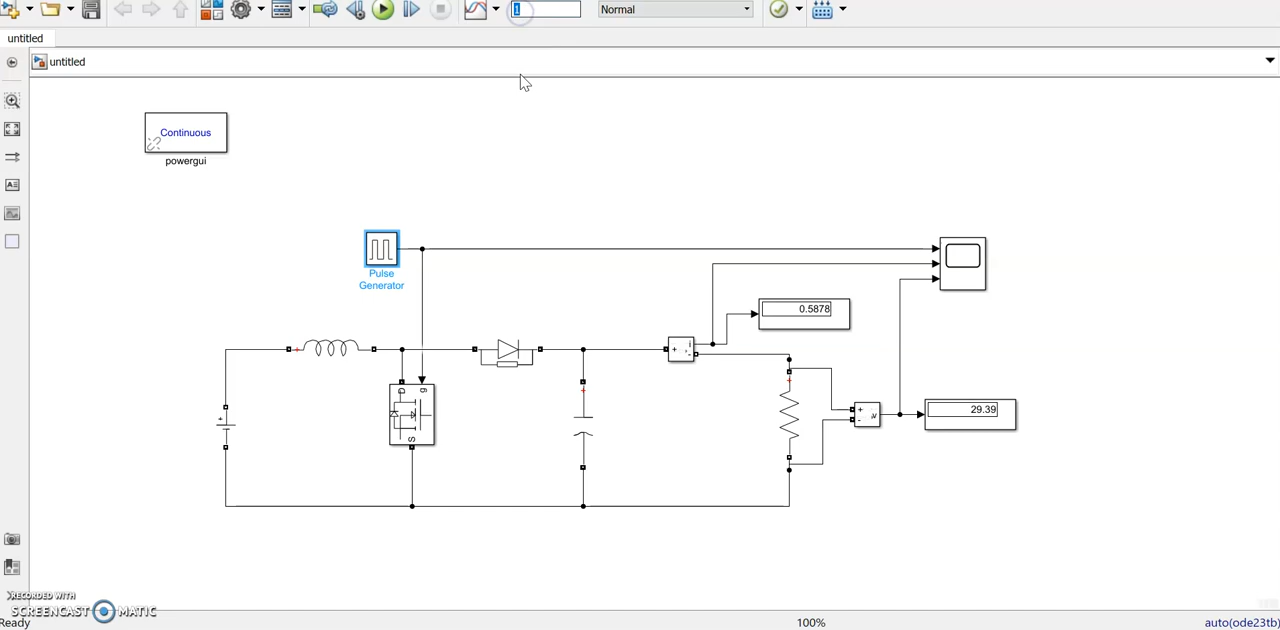 1
Normal
untitled
untitled
Continuous
powergui
Pulse
Generator
0.5878
+
i
-
D
g
S
+
+
-
v
29.39
RECORDED WITH
SCREENCAST MATIC
Ready
100%
auto(ode23tb)